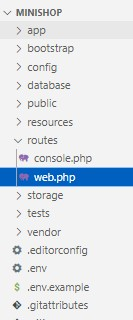 MINISHOP
app
bootstrap
config
database
public
resources
routes
console.php
web.php
storage
tests
vendor
.editorconfig
.env
.env.example
.gitattributes